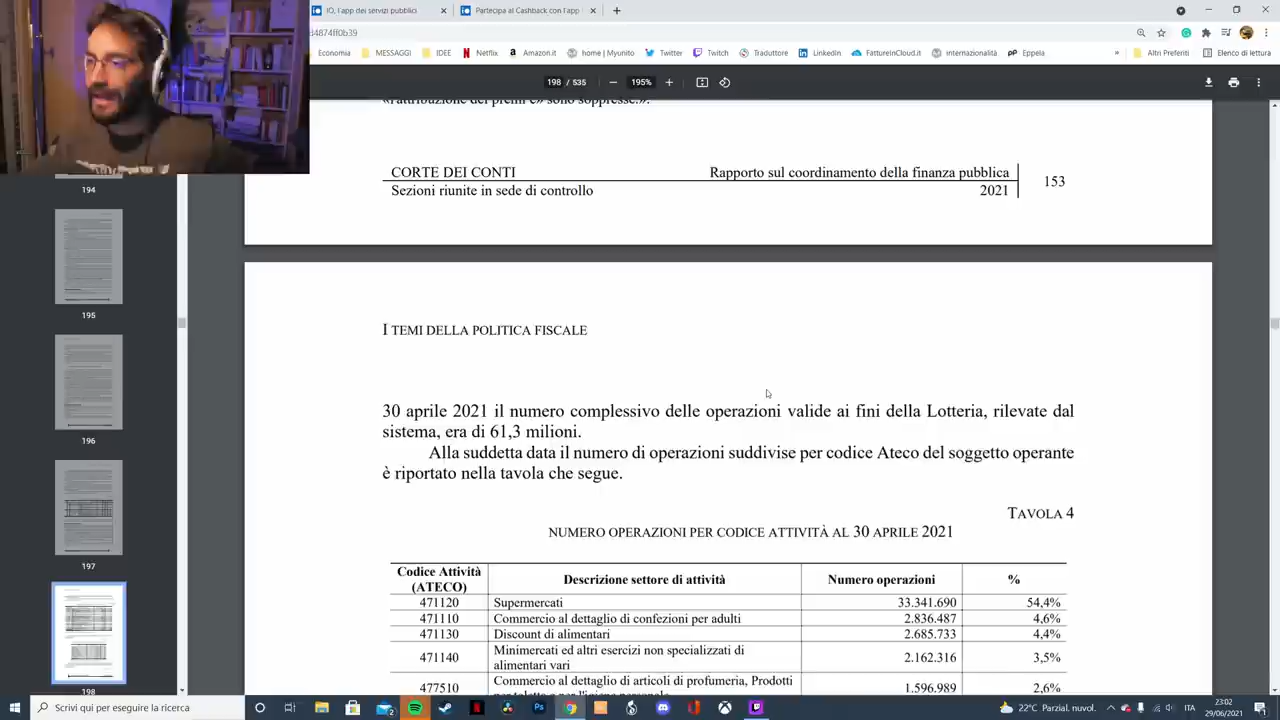 IO, l'app dei servizi pubblici
Partecipa al Cashback con l'app
84874ff0b39
Economia MESSAGGI IDEE Netflix Amazon.it home | Myunito Twitter Twitch Traduttore LinkedIn FattureInCloud.it internazionalità Eppela » Altri Preferiti Elenco di lettura
198 / 535 195%
«l'attribuzione dei premi e» sono soppresse.».
CORTE DEI CONTI Rapporto sul coordinamento della finanza pubblica
Sezioni riunite in sede di controllo 2021
153
194
195
196
197
198
I TEMI DELLA POLITICA FISCALE
30 aprile 2021 il numero complessivo delle operazioni valide ai fini della Lotteria, rilevate dal
sistema, era di 61,3 milioni.
Alla suddetta data il numero di operazioni suddivise per codice Ateco del soggetto operante
è riportato nella tavola che segue.
TAVOLA 4
NUMERO OPERAZIONI PER CODICE ATTIVITÀ AL 30 APRILE 2021
Codice Attività
(ATECO) Descrizione settore di attività Numero operazioni %
471120 Supermercati 33.341.690 54,4%
471110 Commercio al dettaglio di confezioni per adulti 2.836.487 4,6%
471130 Discount di alimentari 2.685.733 4,4%
471140 Minimercati ed altri esercizi non specializzati di
alimentari vari 2.162.316 3,5%
477510 Commercio al dettaglio di articoli di profumeria, Prodotti
1.596.989 2,6%
Scrivi qui per eseguire la ricerca
22°C Parzial. nuvol. ITA 23:02
29/06/2021